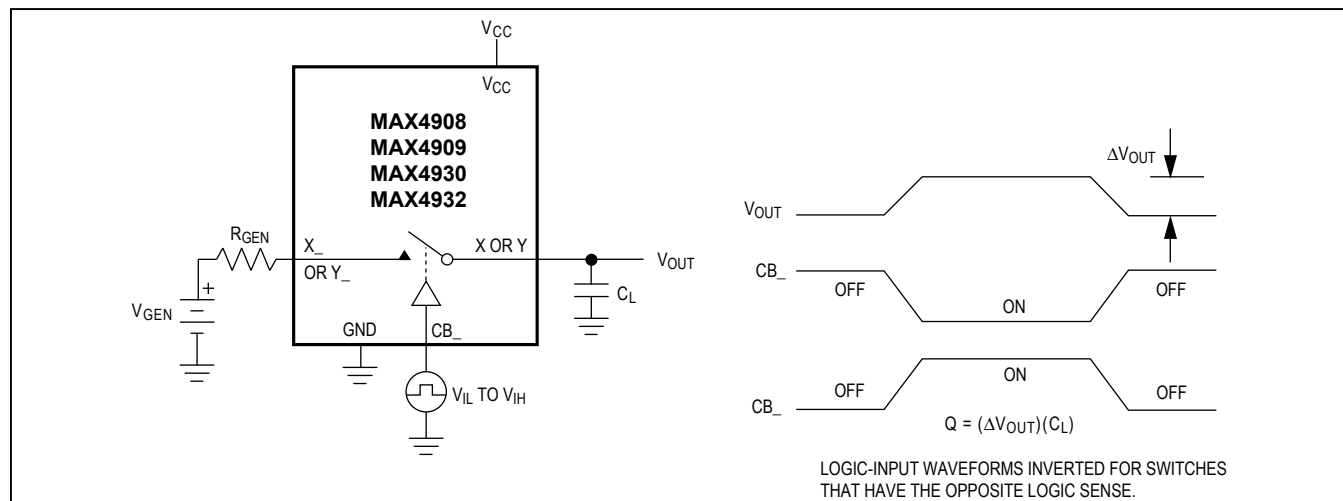 VCC
VCC
MAX4908
MAX4909
MAX4930
MAX4932
RGEN
X_
OR Y_
X OR Y
VOUT
CL
VGEN
+
GND
CB_
VIL TO VIH
ΔVOUT
VOUT
CB_
OFF
ON
OFF
CB_
OFF
ON
OFF
Q = (ΔVOUT)(CL)
LOGIC-INPUT WAVEFORMS INVERTED FOR SWITCHES
THAT HAVE THE OPPOSITE LOGIC SENSE.